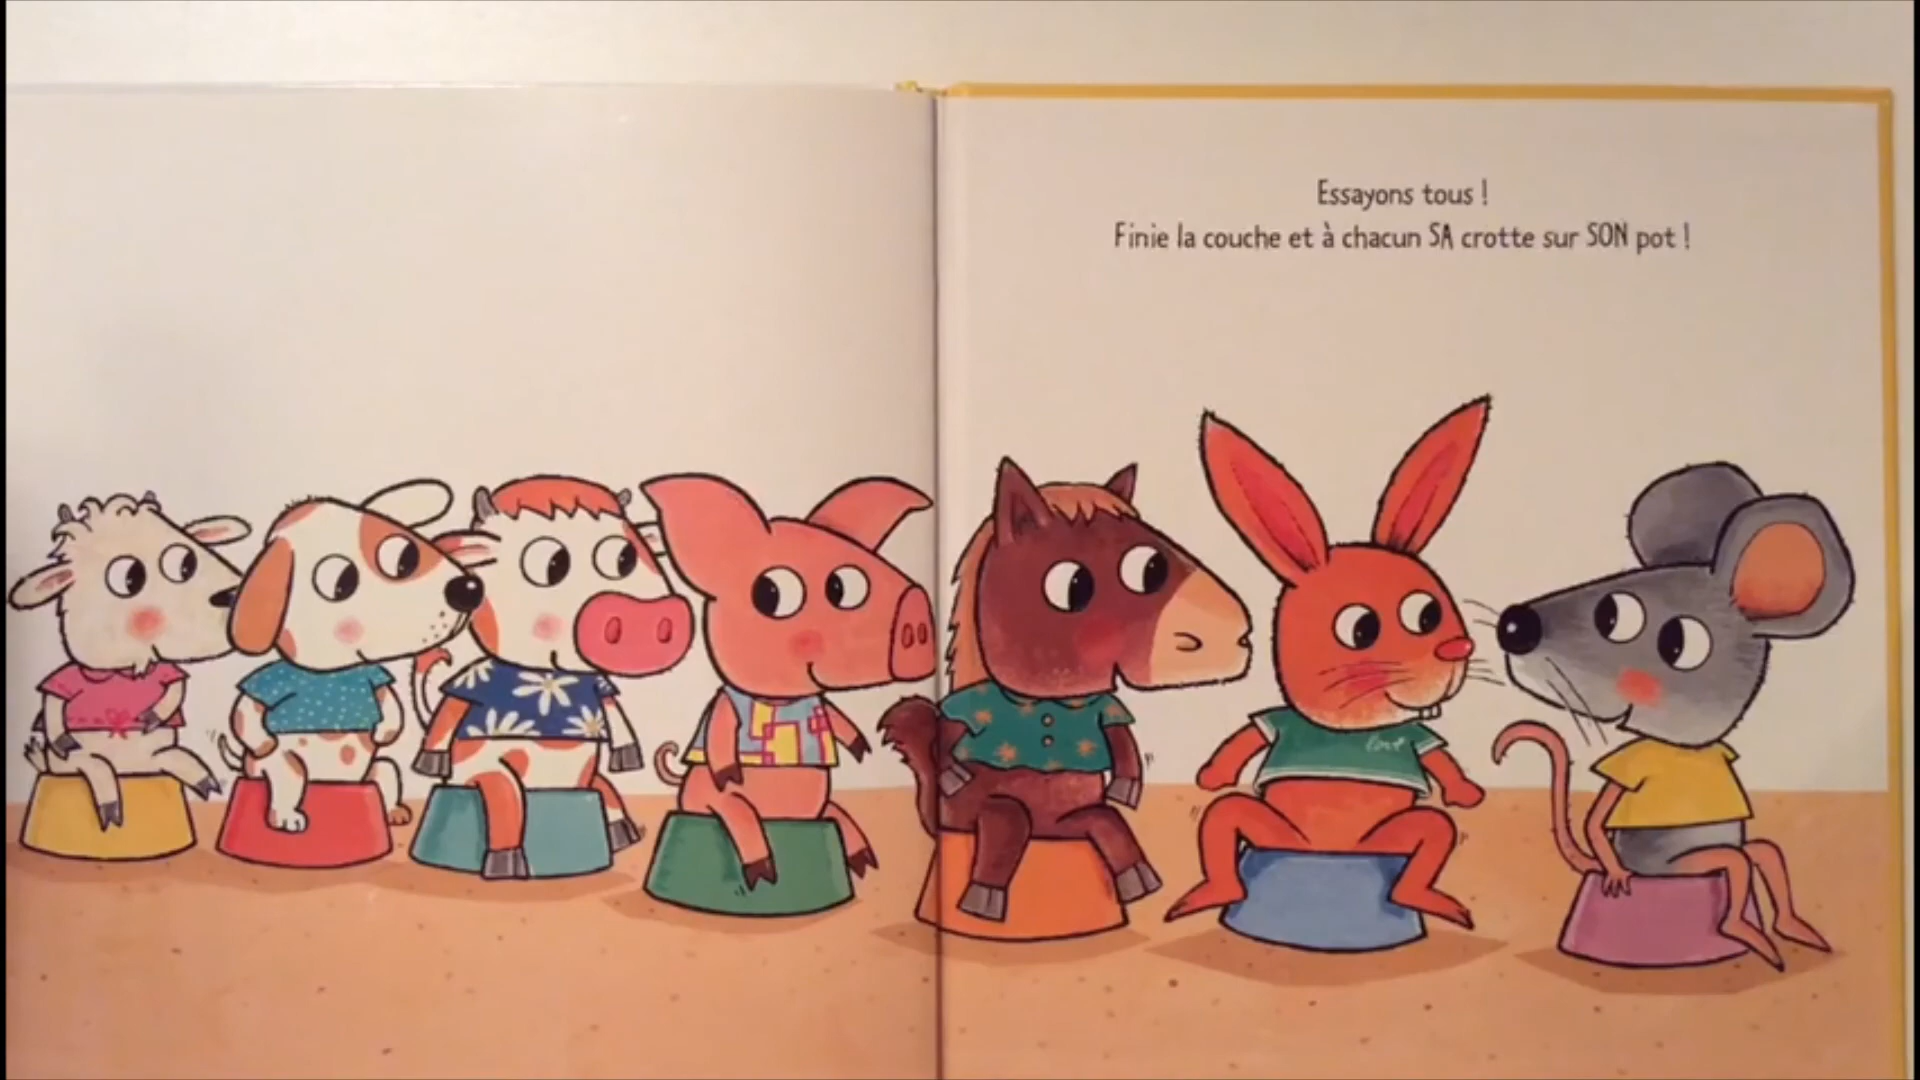 Essayons tous !
Finie la couche et à chacun SA crotte sur SON pot !